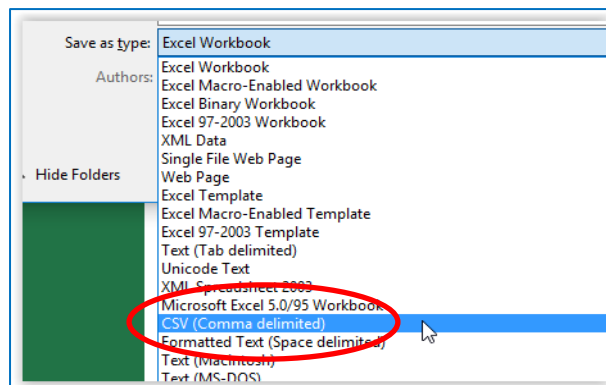 Save as type: Excel Workbook
Authors:
Excel Workbook
Excel Macro-Enabled Workbook
Excel Binary Workbook
Excel 97-2003 Workbook
XML Data
Single File Web Page
Hide Folders
Web Page
Excel Template
Excel Macro-Enabled Template
Excel 97-2003 Template
Text (Tab delimited)
Unicode Text
XML Spreadsheet 2003
Microsoft Excel 5.0/95 Workbook
CSV (Comma delimited)
Formatted Text (Space delimited)
Text (Macintosh)
Text (MS-DOS)